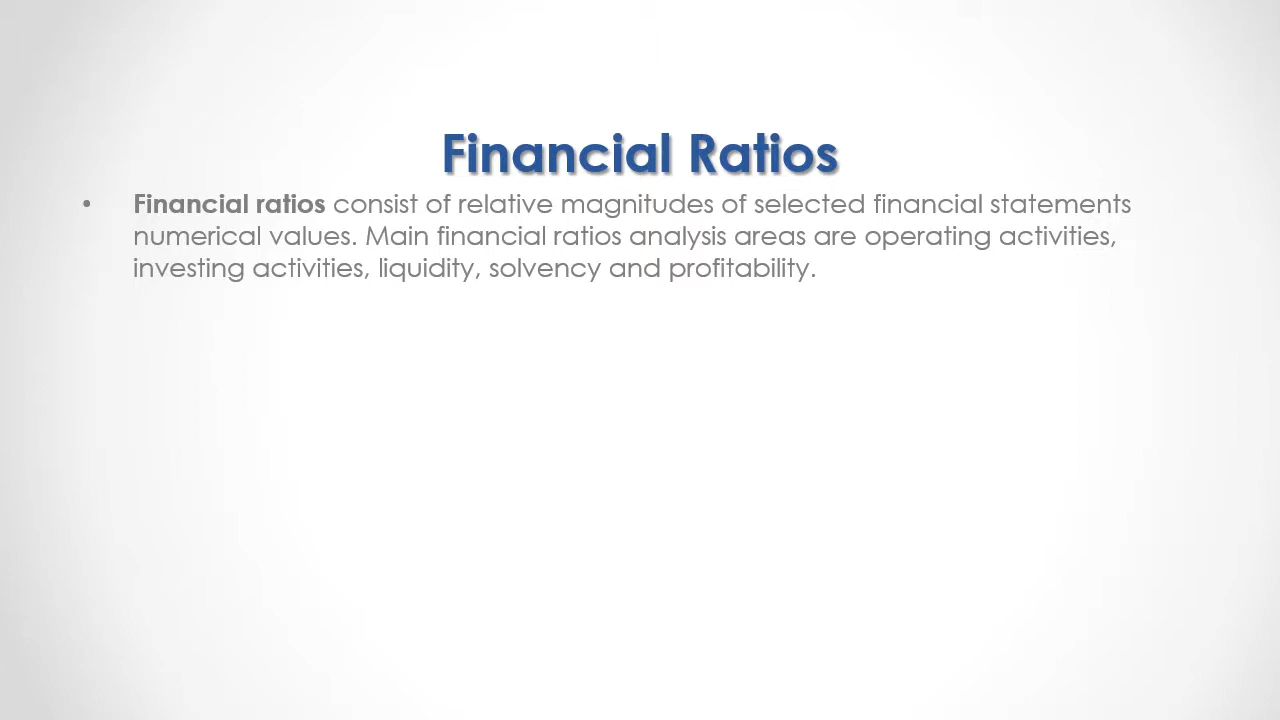 Financial Ratios
• Financial ratios consist of relative magnitudes of selected financial statements
numerical values. Main financial ratios analysis areas are operating activities,
investing activities, liquidity, solvency and profitability.